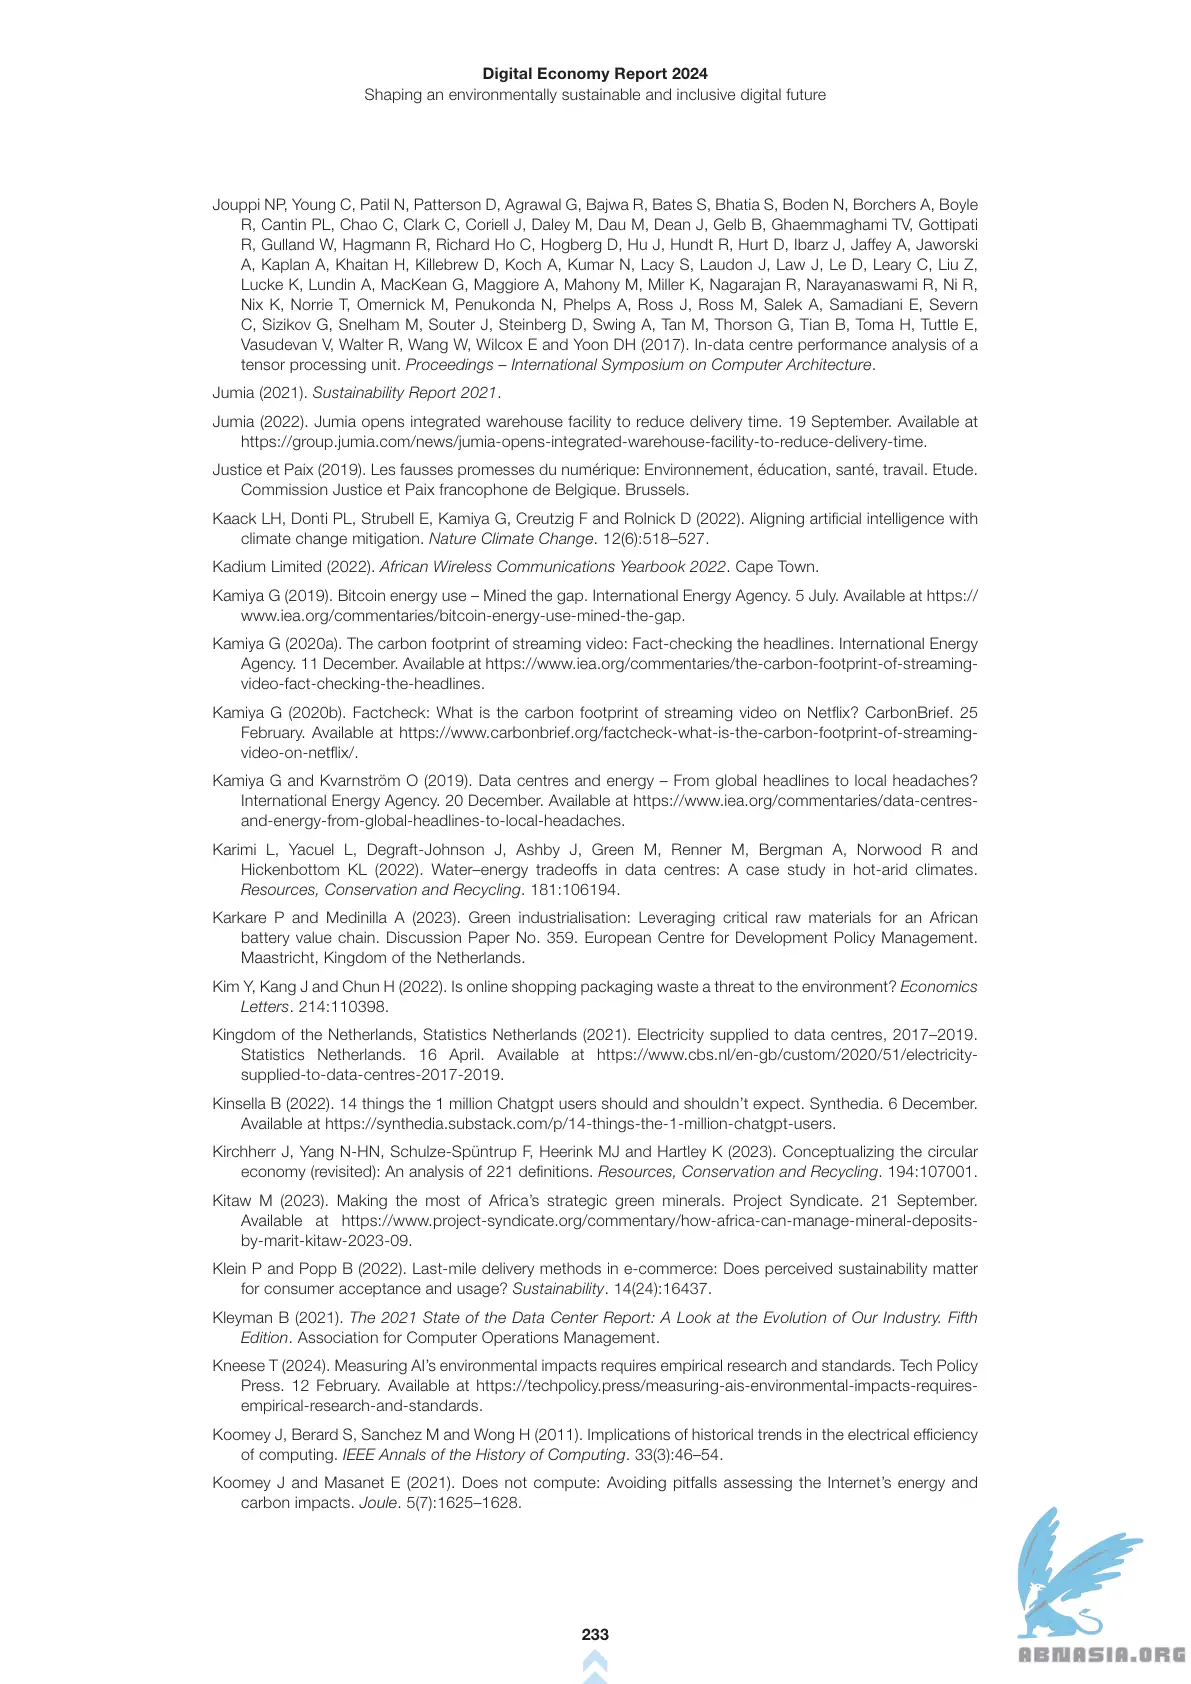 Digital Economy Report 2024
Shaping an environmentally sustainable and inclusive digital future
Jouppi NP, Young C, Patil N, Patterson D, Agrawal G, Bajwa R, Bates S, Bhatia S, Boden N, Borchers A, Boyle
R, Cantin PL, Chao C, Clark C, Coriell J, Daley M, Dau M, Dean J, Gelb B, Ghaemmaghami TV, Gottipati
R, Gulland W, Hagmann R, Richard Ho C, Hogberg D, Hu J, Hundt R, Hurt D, Ibarz J, Jaffey A, Jaworski
A, Kaplan A, Khaitan H, Killebrew D, Koch A, Kumar N, Lacy S, Laudon J, Law J, Le D, Leary C, Liu Z,
Lucke K, Lundin A, MacKean G, Maggiore A, Mahony M, Miller K, Nagarajan R, Narayanaswami R, Ni R,
Nix K, Norrie T, Omernick M, Penukonda N, Phelps A, Ross J, Ross M, Salek A, Samadiani E, Severn
C, Sizikov G, Snelham M, Souter J, Steinberg D, Swing A, Tan M, Thorson G, Tian B, Toma H, Tuttle E,
Vasudevan V, Walter R, Wang W, Wilcox E and Yoon DH (2017). In-data centre performance analysis of a
tensor processing unit. Proceedings – International Symposium on Computer Architecture.
Jumia (2021). Sustainability Report 2021.
Jumia (2022). Jumia opens integrated warehouse facility to reduce delivery time. 19 September. Available at
https://group.jumia.com/news/jumia-opens-integrated-warehouse-facility-to-reduce-delivery-time.
Justice et Paix (2019). Les fausses promesses du numérique: Environnement, éducation, santé, travail. Etude.
Commission Justice et Paix francophone de Belgique. Brussels.
Kaack LH, Donti PL, Strubell E, Kamiya G, Creutzig F and Rolnick D (2022). Aligning artificial intelligence with
climate change mitigation. Nature Climate Change. 12(6):518–527.
Kadium Limited (2022). African Wireless Communications Yearbook 2022. Cape Town.
Kamiya G (2019). Bitcoin energy use – Mined the gap. International Energy Agency. 5 July. Available at https://
www.iea.org/commentaries/bitcoin-energy-use-mined-the-gap.
Kamiya G (2020a). The carbon footprint of streaming video: Fact-checking the headlines. International Energy
Agency. 11 December. Available at https://www.iea.org/commentaries/the-carbon-footprint-of-streaming-
video-fact-checking-the-headlines.
Kamiya G (2020b). Factcheck: What is the carbon footprint of streaming video on Netflix? CarbonBrief. 25
February. Available at https://www.carbonbrief.org/factcheck-what-is-the-carbon-footprint-of-streaming-
video-on-netflix/.
Kamiya G and Kvarnström O (2019). Data centres and energy – From global headlines to local headaches?
International Energy Agency. 20 December. Available at https://www.iea.org/commentaries/data-centres-
and-energy-from-global-headlines-to-local-headaches.
Karimi L, Yacuel L, Degraft-Johnson J, Ashby J, Green M, Renner M, Bergman A, Norwood R and
Hickenbottom KL (2022). Water–energy tradeoffs in data centres: A case study in hot-arid climates.
Resources, Conservation and Recycling. 181:106194.
Karkare P and Medinilla A (2023). Green industrialisation: Leveraging critical raw materials for an African
battery value chain. Discussion Paper No. 359. European Centre for Development Policy Management.
Maastricht, Kingdom of the Netherlands.
Kim Y, Kang J and Chun H (2022). Is online shopping packaging waste a threat to the environment? Economics
Letters. 214:110398.
Kingdom of the Netherlands, Statistics Netherlands (2021). Electricity supplied to data centres, 2017–2019.
Statistics Netherlands. 16 April. Available at https://www.cbs.nl/en-gb/custom/2020/51/electricity-
supplied-to-data-centres-2017-2019.
Kinsella B (2022). 14 things the 1 million Chatgpt users should and shouldn't expect. Synthedia. 6 December.
Available at https://synthedia.substack.com/p/14-things-the-1-million-chatgpt-users.
Kirchherr J, Yang N-HN, Schulze-Spüntrup F, Heerink MJ and Hartley K (2023). Conceptualizing the circular
economy (revisited): An analysis of 221 definitions. Resources, Conservation and Recycling. 194:107001.
Kitaw M (2023). Making the most of Africa's strategic green minerals. Project Syndicate. 21 September.
Available at https://www.project-syndicate.org/commentary/how-africa-can-manage-mineral-deposits-
by-marit-kitaw-2023-09.
Klein P and Popp B (2022). Last-mile delivery methods in e-commerce: Does perceived sustainability matter
for consumer acceptance and usage? Sustainability. 14(24):16437.
Kleyman B (2021). The 2021 State of the Data Center Report: A Look at the Evolution of Our Industry. Fifth
Edition. Association for Computer Operations Management.
Kneese T (2024). Measuring AI's environmental impacts requires empirical research and standards. Tech Policy
Press. 12 February. Available at https://techpolicy.press/measuring-ais-environmental-impacts-requires-
empirical-research-and-standards.
Koomey J, Berard S, Sanchez M and Wong H (2011). Implications of historical trends in the electrical efficiency
of computing. IEEE Annals of the History of Computing. 33(3):46–54.
Koomey J and Masanet E (2021). Does not compute: Avoiding pitfalls assessing the Internet's energy and
carbon impacts. Joule. 5(7):1625–1628.
233
ABNASIA.ORG